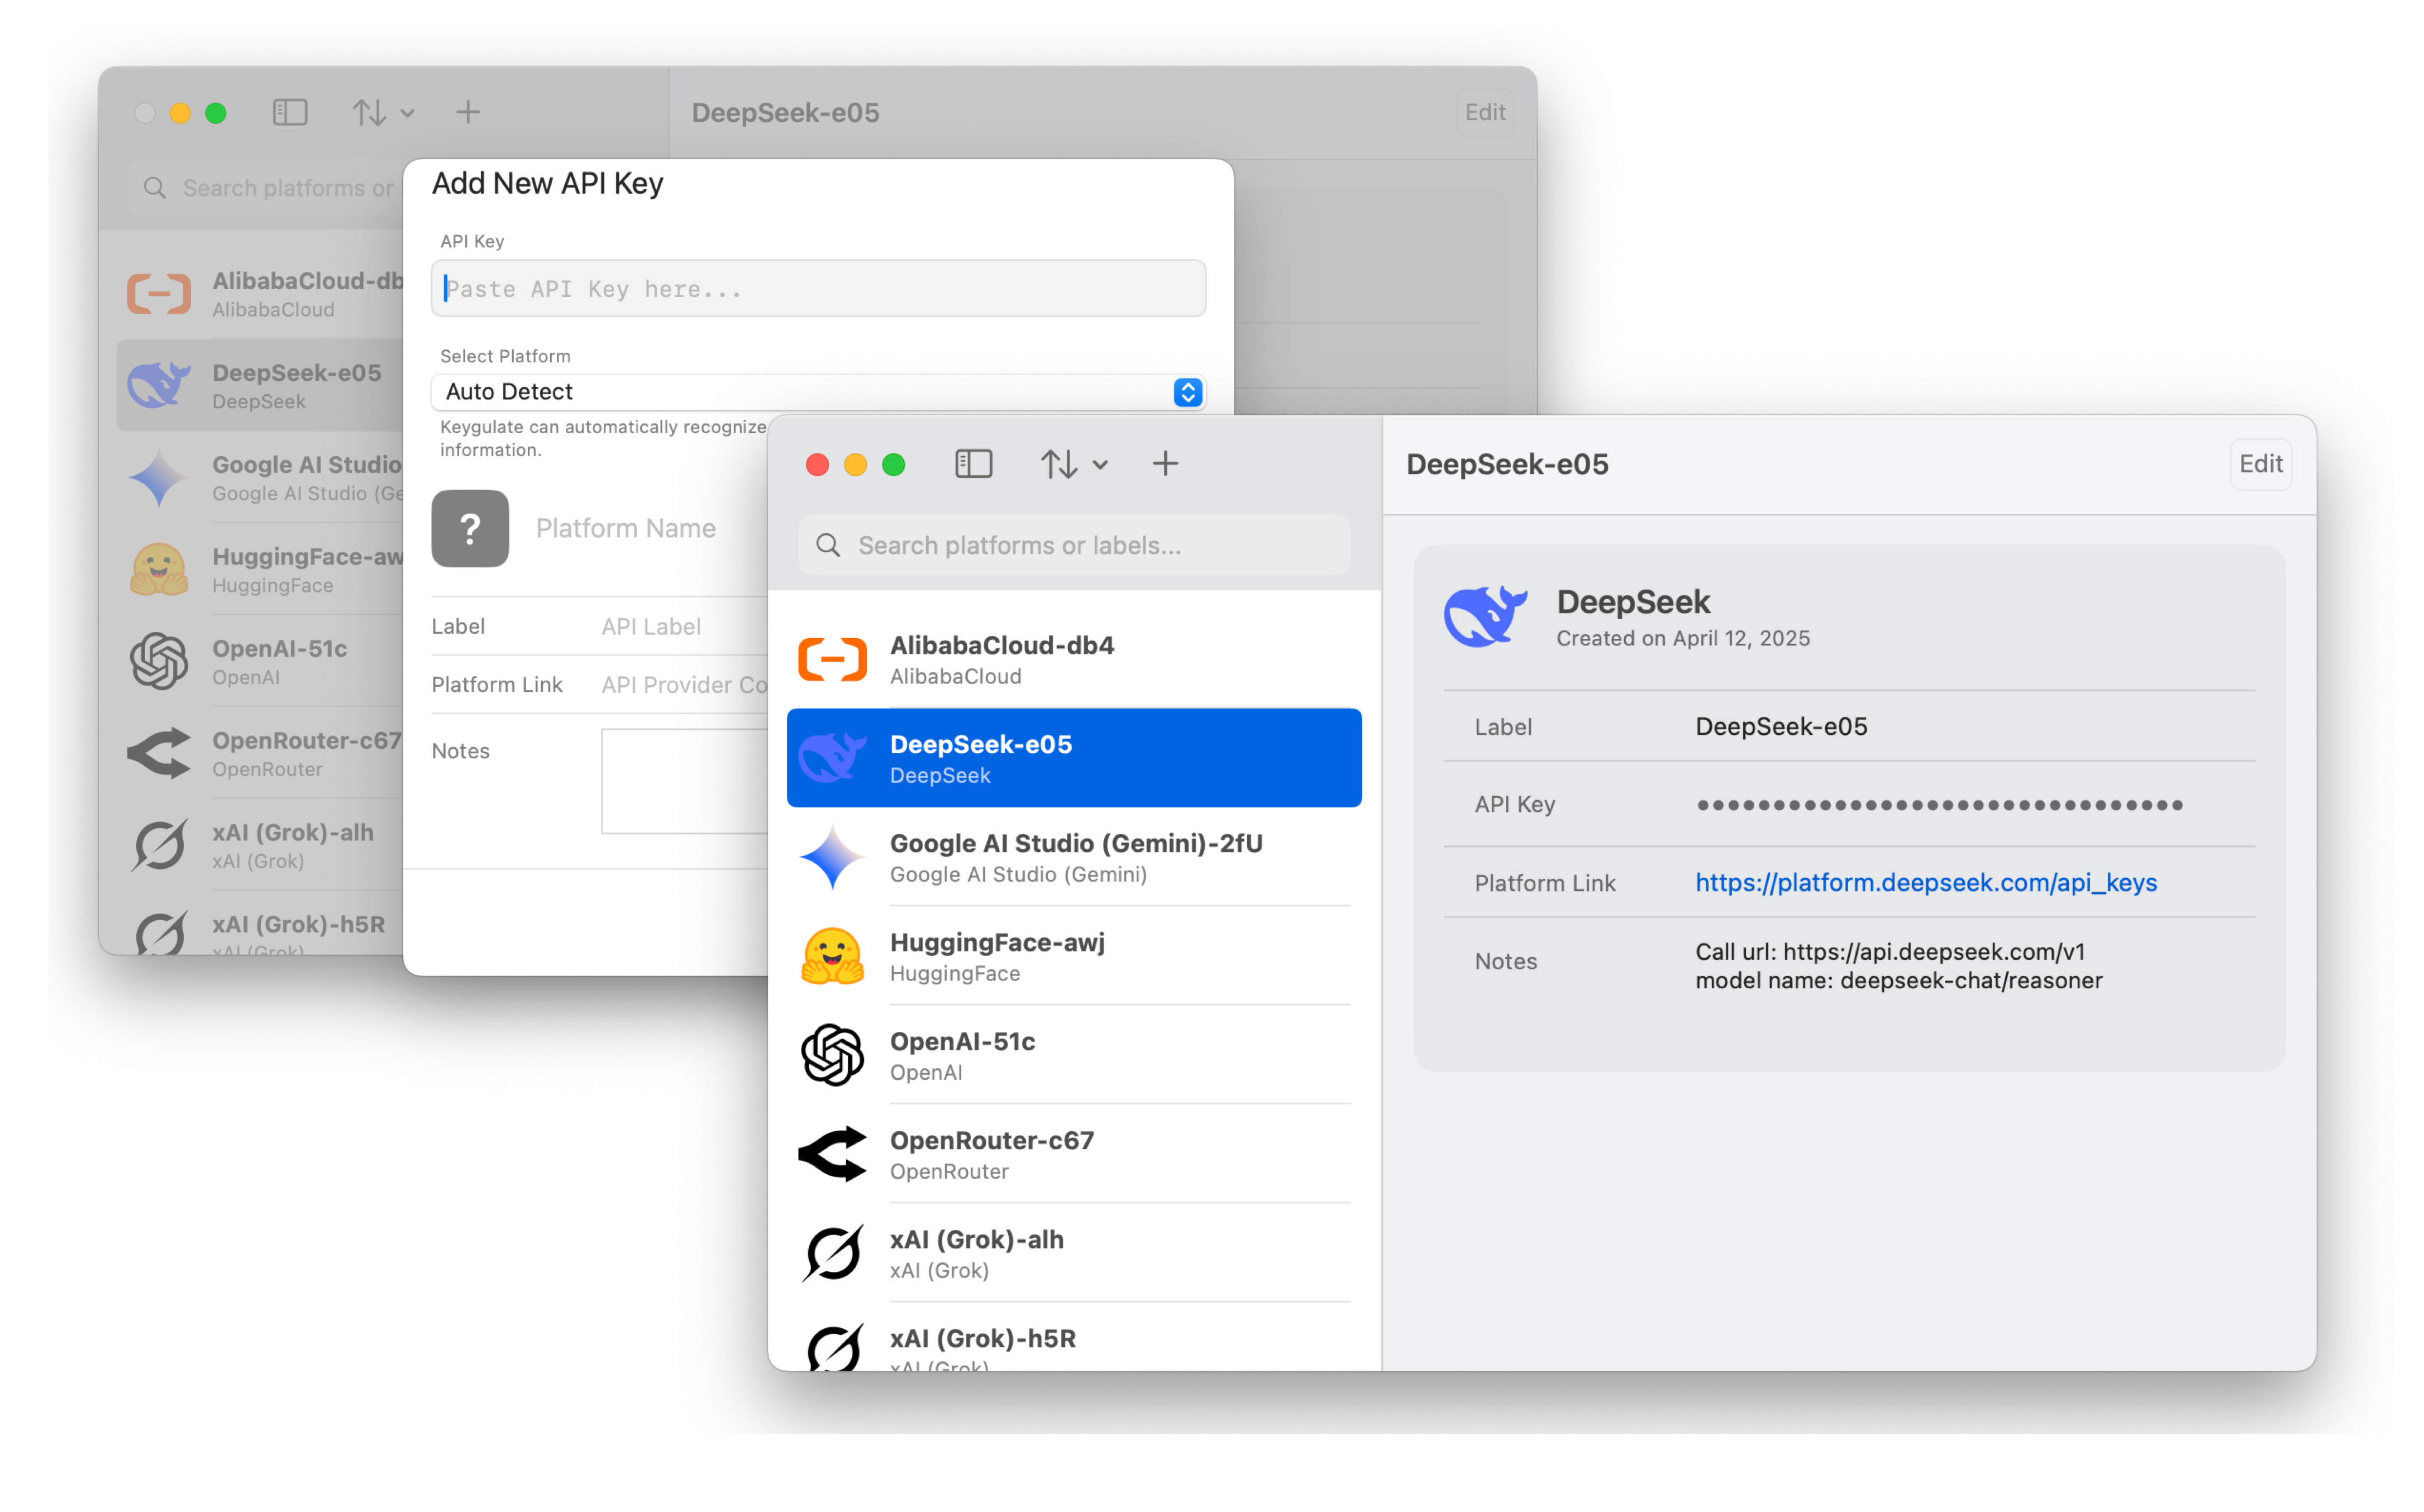 DeepSeek-e05
Edit
Search platforms or
AlibabaCloud-db
AlibabaCloud
DeepSeek-e05
DeepSeek
Google AI Studio
Google AI Studio (Ge
HuggingFace-aw
HuggingFace
OpenAI-51c
OpenAI
OpenRouter-c67
OpenRouter
xAI (Grok)-alh
xAI (Grok)
xAI (Grok)-h5R
xAI (Grok)
Add New API Key
API Key
Paste API Key here...
Select Platform
Auto Detect
Keygulate can automatically recognize
information.
?
Platform Name
Label
API Label
Platform Link
API Provider Co
Notes
DeepSeek-e05
Edit
Search platforms or labels...
AlibabaCloud-db4
AlibabaCloud
DeepSeek-e05
DeepSeek
Google AI Studio (Gemini)-2fU
Google AI Studio (Gemini)
HuggingFace-awj
HuggingFace
OpenAI-51c
OpenAI
OpenRouter-c67
OpenRouter
xAI (Grok)-alh
xAI (Grok)
xAI (Grok)-h5R
xAI (Grok)
DeepSeek
Created on April 12, 2025
Label
DeepSeek-e05
API Key
••••••••••••••••••••••••••••••••
Platform Link
https://platform.deepseek.com/api_keys
Notes
Call url: https://api.deepseek.com/v1
model name: deepseek-chat/reasoner